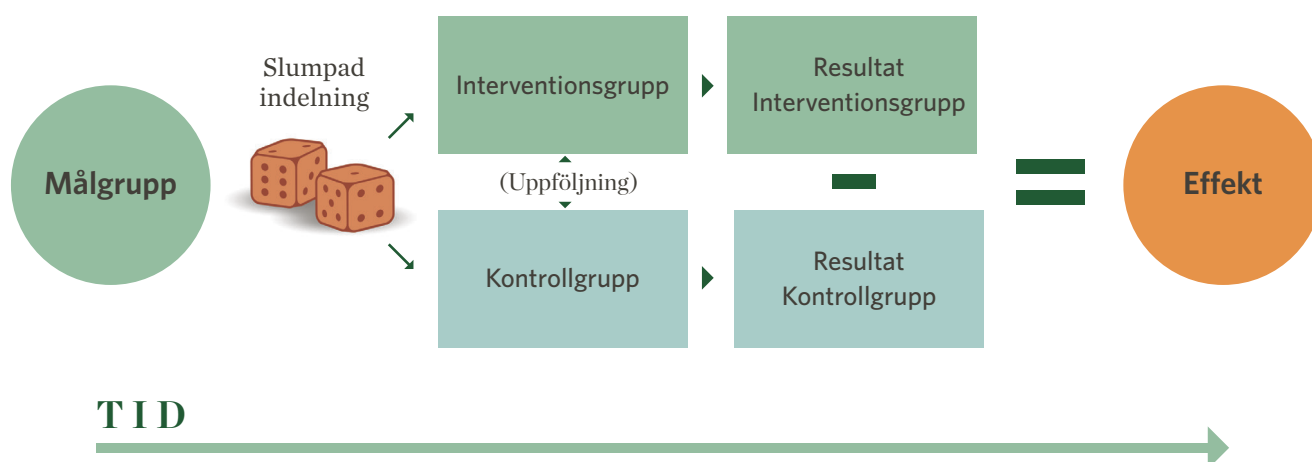 Målgrupp
Slumpad
indelning
Interventionsgrupp
Resultat
Interventionsgrupp
(Uppföljning)
Kontrollgrupp
Resultat
Kontrollgrupp
Effekt
TID